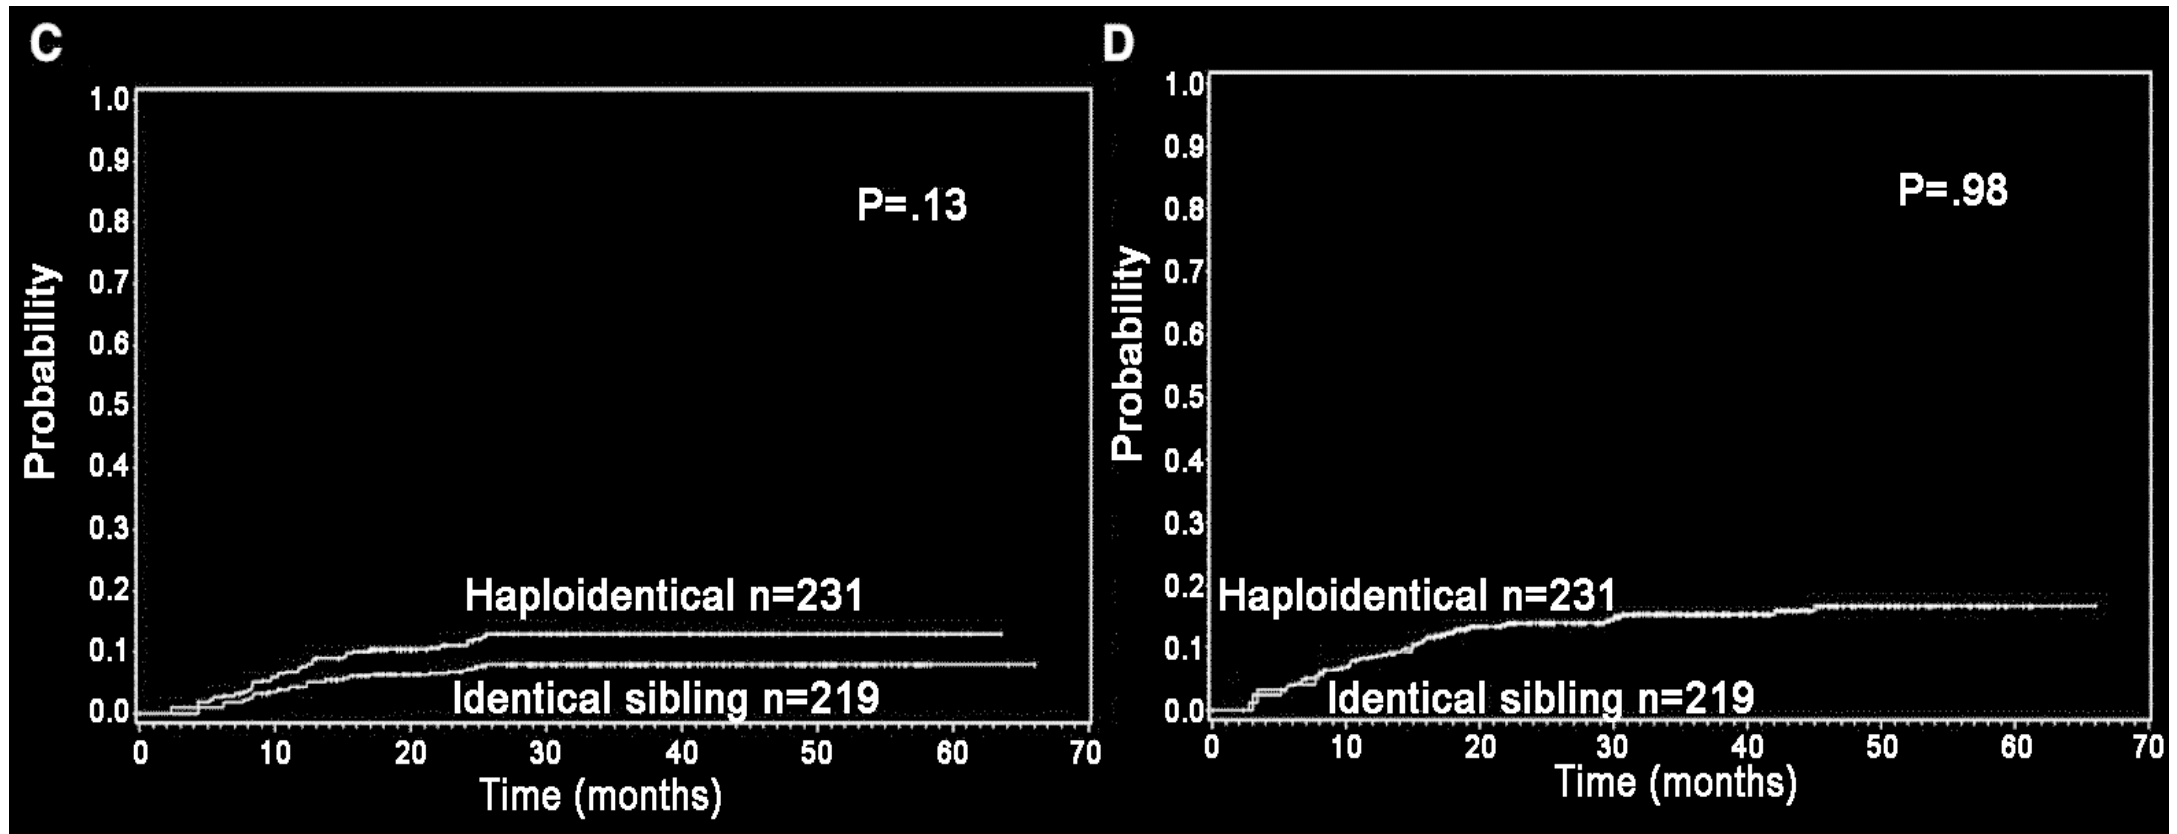 C
1.0
0.9
0.8
0.7
0.6
0.5
0.4
0.3
0.2
0.1
0.0
Probability
P=.13
Haploidentical n=231
Identical sibling n=219
0 10 20 30 40 50 60 70
Time (months)
D
1.0
0.9
0.8
0.7
0.6
0.5
0.4
0.3
0.2
0.1
0.0
Probability
P=.98
Haploidentical n=231
Identical sibling n=219
0 10 20 30 40 50 60 70
Time (months)